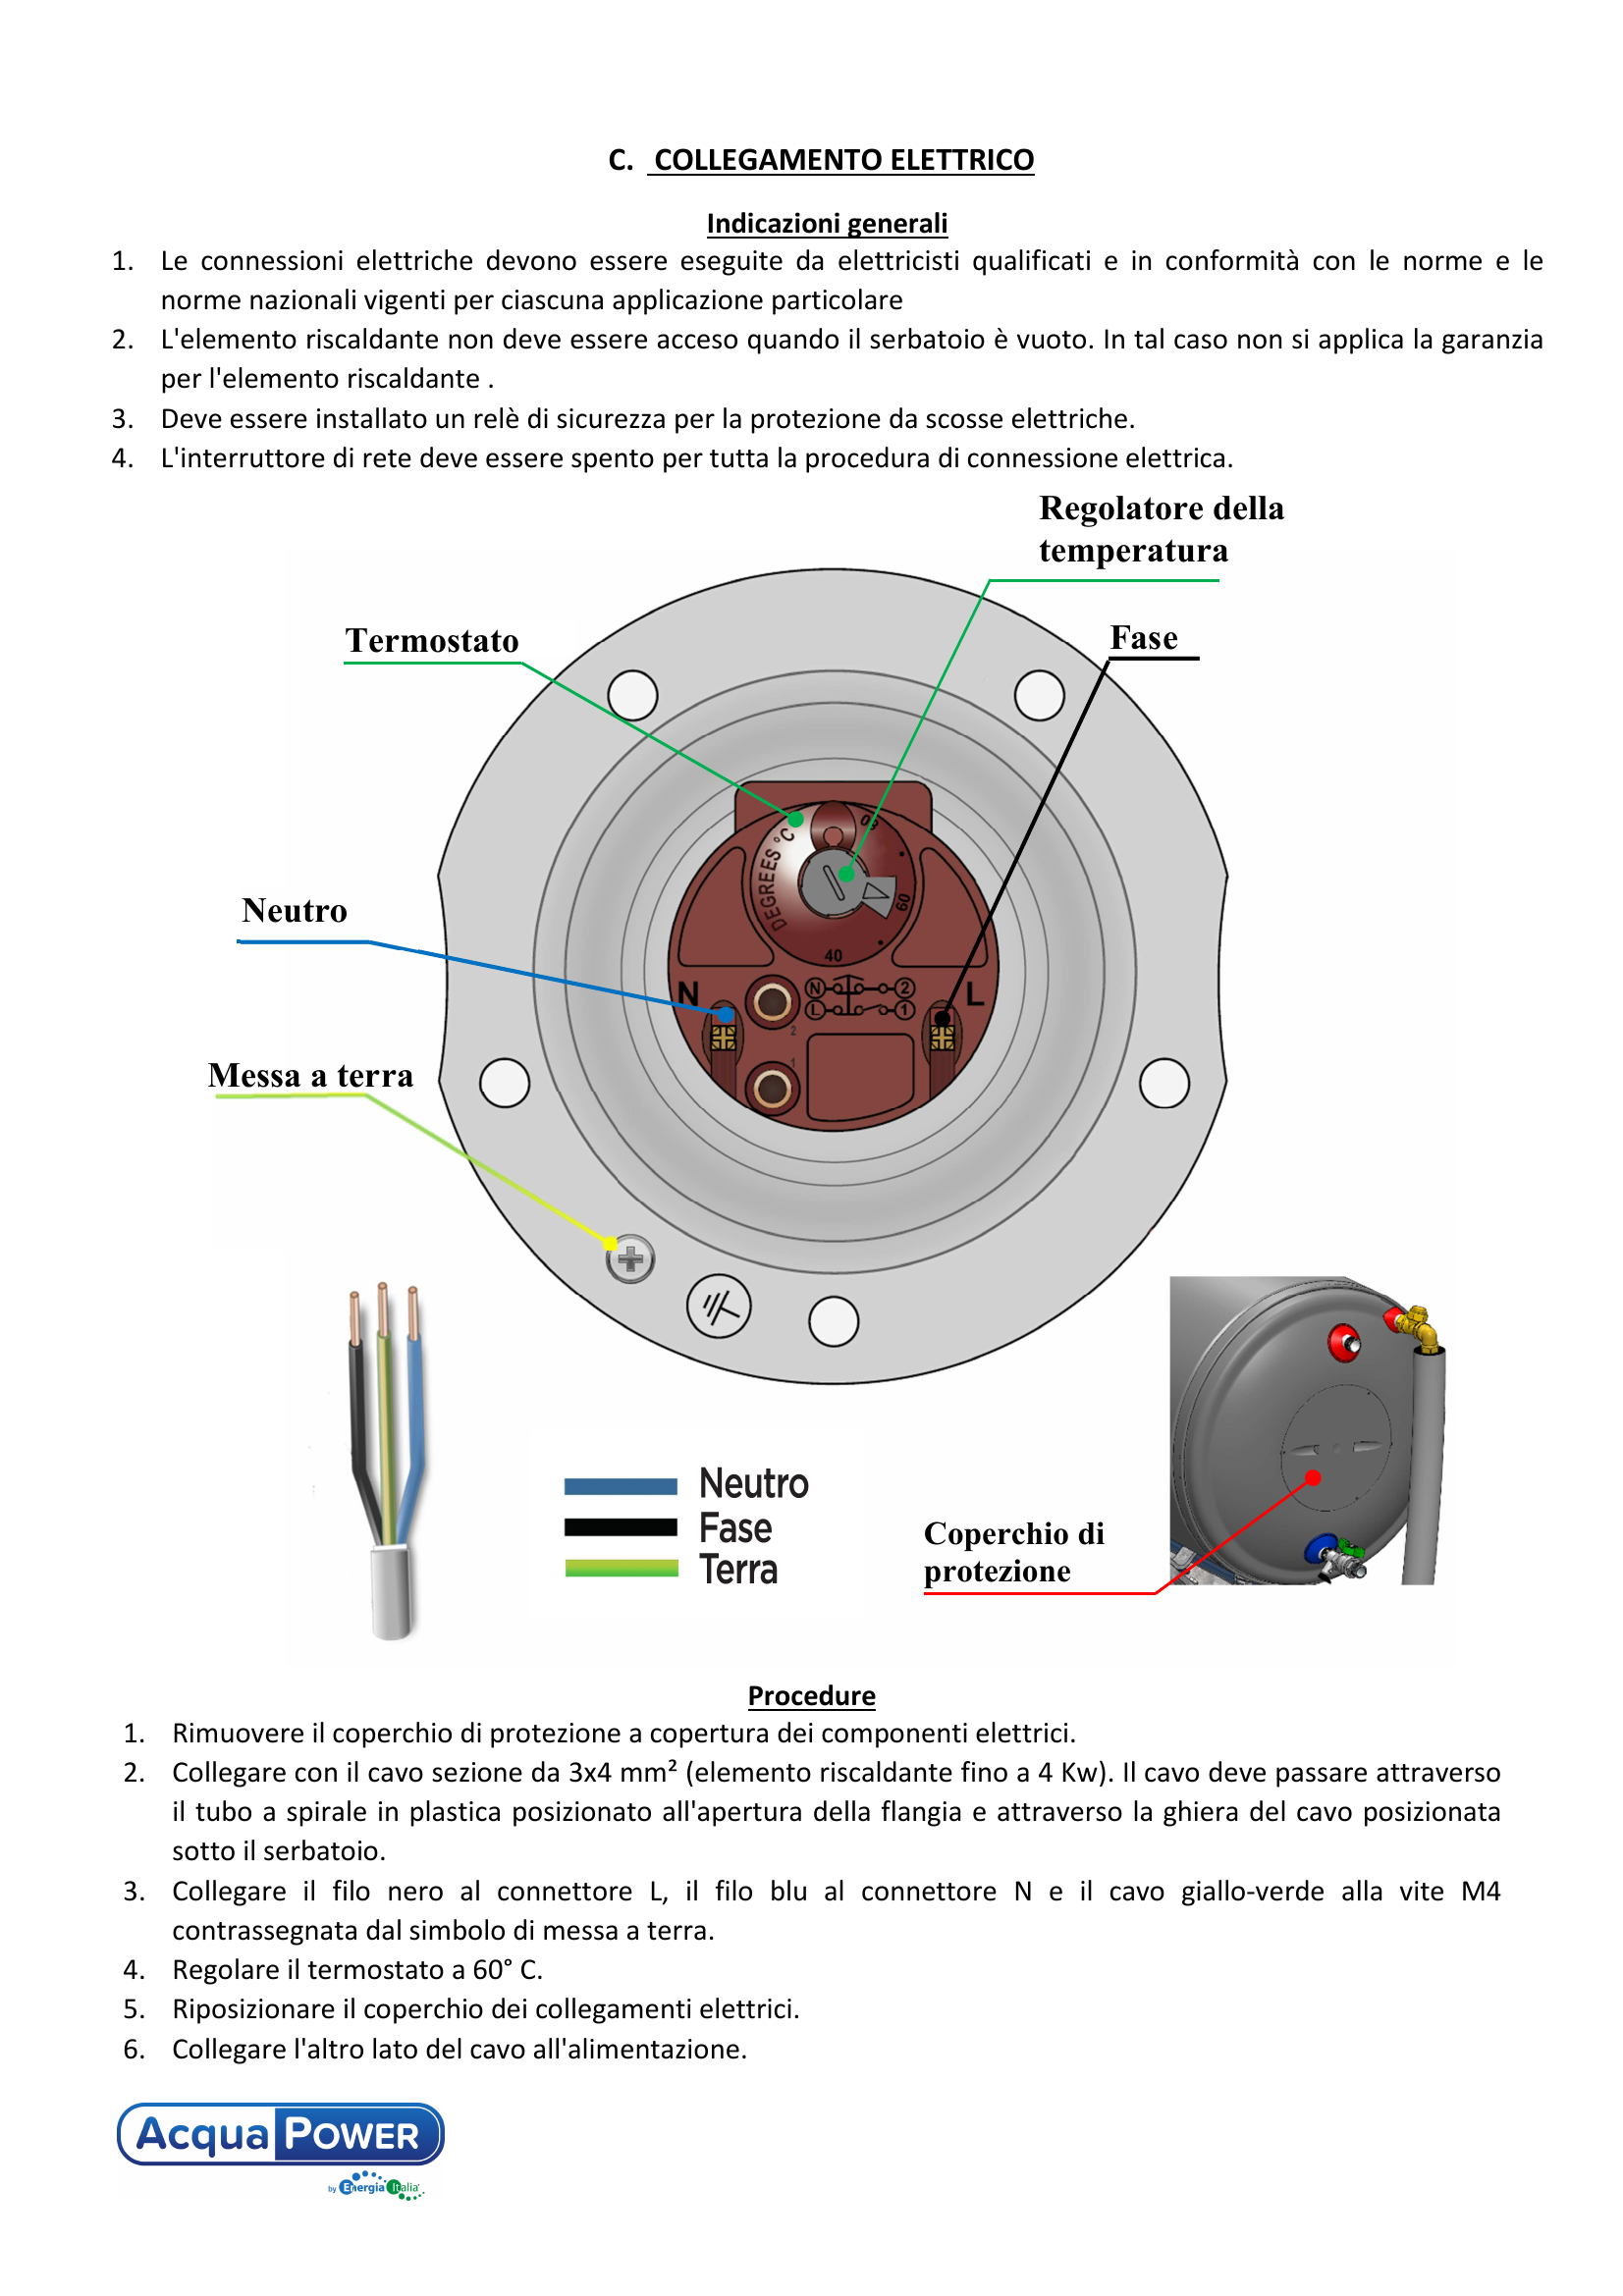 C. COLLEGAMENTO ELETTRICO
Indicazioni generali
1. Le connessioni elettriche devono essere eseguite da elettricisti qualificati e in conformità con le norme e le
norme nazionali vigenti per ciascuna applicazione particolare
2. L'elemento riscaldante non deve essere acceso quando il serbatoio è vuoto. In tal caso non si applica la garanzia
per l'elemento riscaldante .
3. Deve essere installato un relè di sicurezza per la protezione da scosse elettriche.
4. L'interruttore di rete deve essere spento per tutta la procedura di connessione elettrica.
Regolatore della
temperatura
Termostato
Fase
DEGREES °C
60
40
Neutro
N
N 2
L
L 1
2
1
Messa a terra
Neutro
Fase
Terra
Coperchio di
protezione
Procedure
1. Rimuovere il coperchio di protezione a copertura dei componenti elettrici.
2. Collegare con il cavo sezione da 3x4 mm² (elemento riscaldante fino a 4 Kw). Il cavo deve passare attraverso
il tubo a spirale in plastica posizionato all'apertura della flangia e attraverso la ghiera del cavo posizionata
sotto il serbatoio.
3. Collegare il filo nero al connettore L, il filo blu al connettore N e il cavo giallo-verde alla vite M4
contrassegnata dal simbolo di messa a terra.
4. Regolare il termostato a 60° C.
5. Riposizionare il coperchio dei collegamenti elettrici.
6. Collegare l'altro lato del cavo all'alimentazione.
Acqua POWER
by Energia Italia